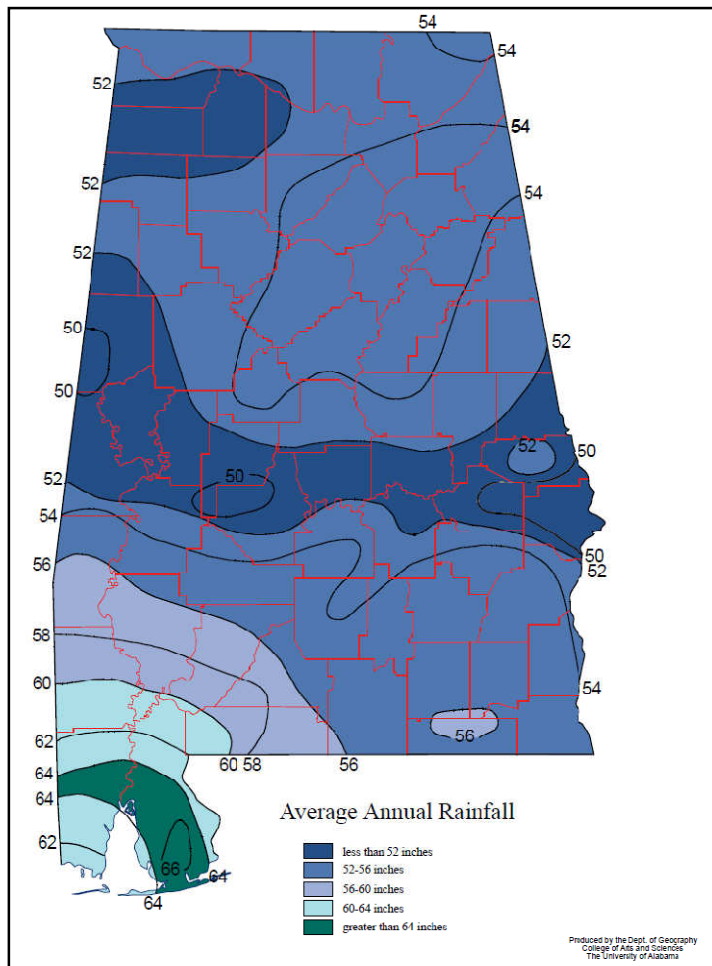 54
54
52
54
52
54
52
50
52
50
52
50
50
52
54
50
56
52
58
60
54
62
56
60 58 56
64
64
62
66
64
64
Average Annual Rainfall
less than 52 inches
52-56 inches
56-60 inches
60-64 inches
greater than 64 inches
Produced by the Dept. of Geography
College of Arts and Sciences
The University of Alabama